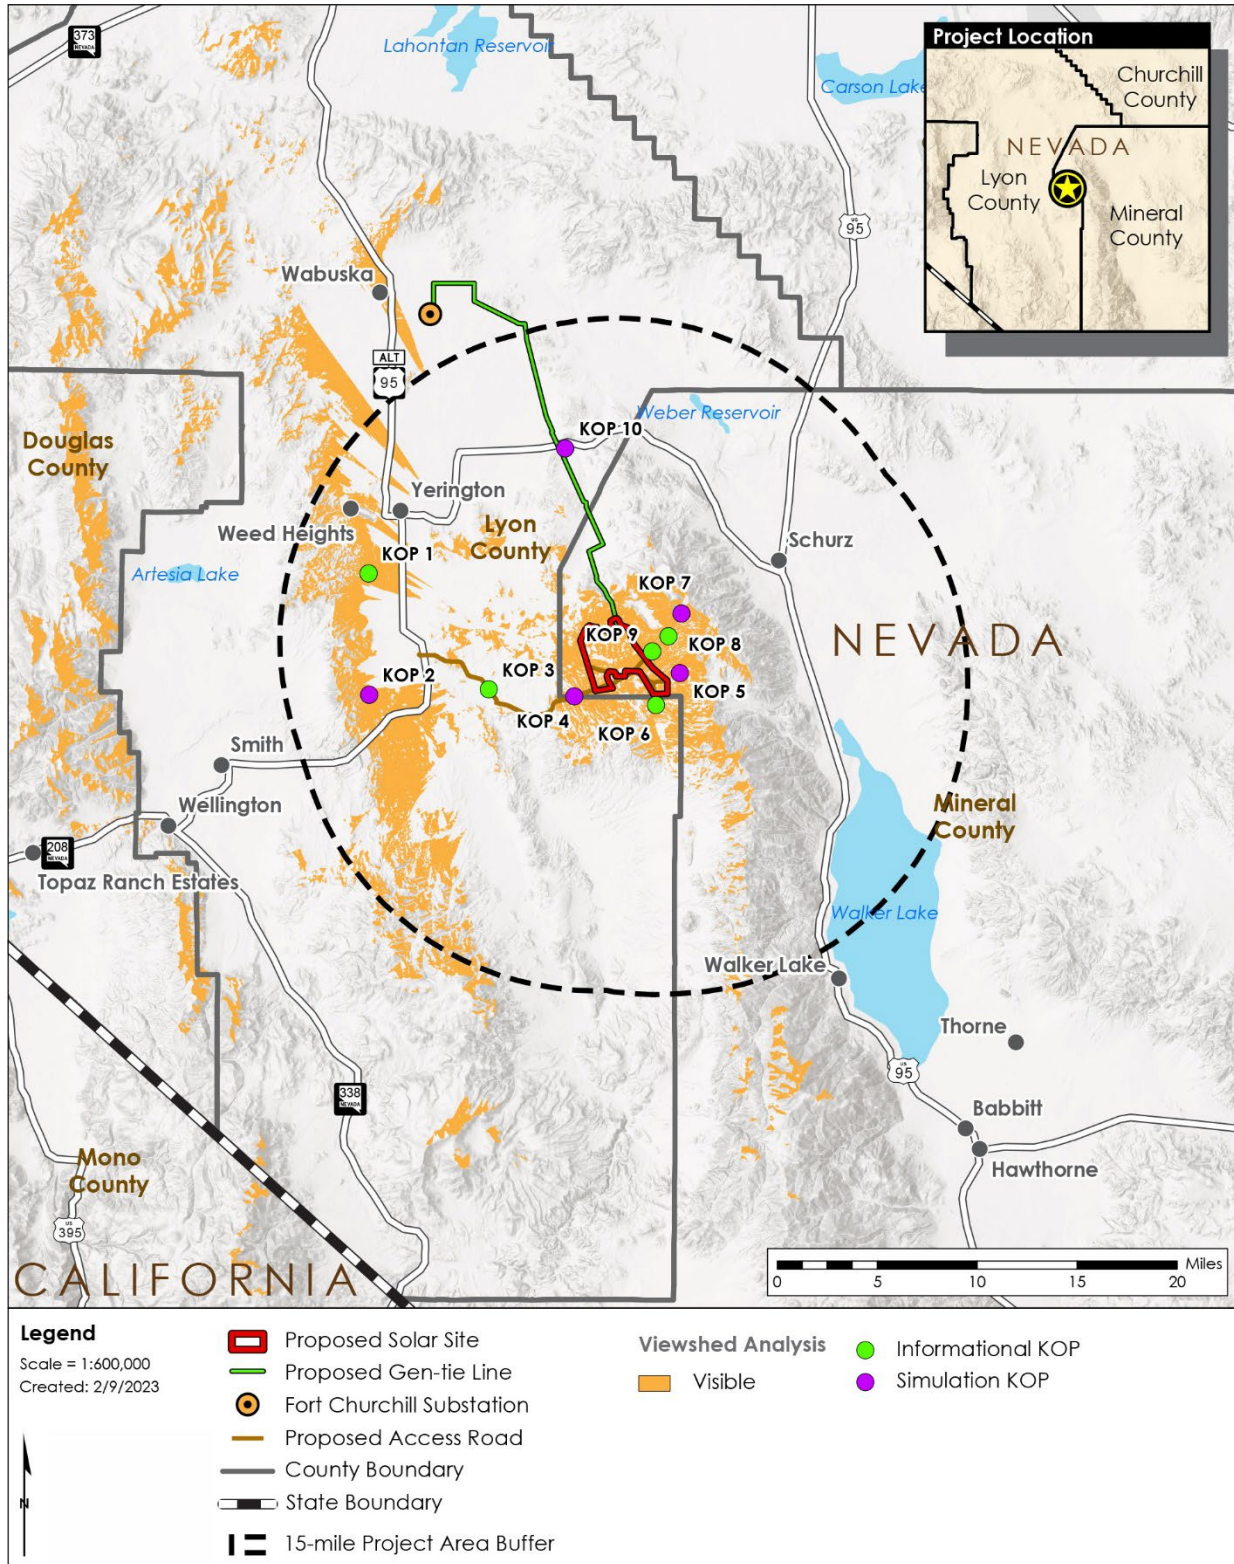 373
NEVADA
Lahontan Reservoir
Carson Lake
Project Location
Churchill
County
NEVADA
Lyon
County
Mineral
County
US
95
Wabuska
ALT
95
Weber Reservoir
Douglas
County
KOP 10
Yerington
Weed Heights
Lyon
County
Schurz
KOP 1
Artesia Lake
KOP 7
KOP 9
KOP 8
NEVADA
KOP 2
KOP 3
KOP 5
KOP 4
KOP 6
Smith
Wellington
Mineral
County
208
NEVADA
Topaz Ranch Estates
Walker Lake
Walker Lake
Thorne
US
95
338
NEVADA
Babbitt
Hawthorne
Mono
County
US
395
CALIFORNIA
Miles
0 5 10 15 20
Legend
Scale = 1:600,000
Created: 2/9/2023
N
Proposed Solar Site
Proposed Gen-tie Line
Fort Churchill Substation
Proposed Access Road
County Boundary
State Boundary
15-mile Project Area Buffer
Viewshed Analysis
Visible
Informational KOP
Simulation KOP